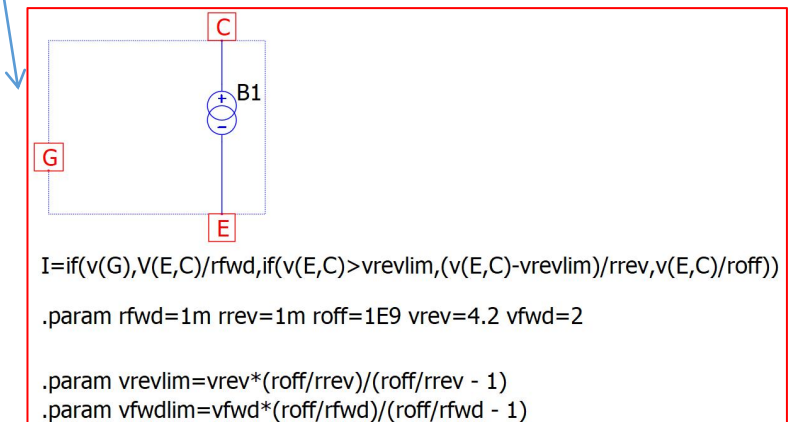 C
+ B1
-
G
E
I=if(v(G),V(E,C)/rfwd,if(v(E,C)>vrevlim,(v(E,C)-vrevlim)/rrev,v(E,C)/roff))
.param rfwd=1m rrev=1m roff=1E9 vrev=4.2 vfwd=2
.param vrevlim=vrev*(roff/rrev)/(roff/rrev - 1)
.param vfwdlim=vfwd*(roff/rfwd)/(roff/rfwd - 1)